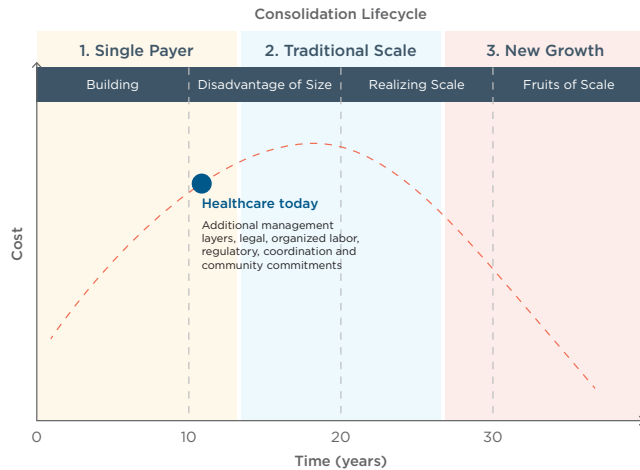 Consolidation Lifecycle
1. Single Payer
2. Traditional Scale
3. New Growth
Building
Disadvantage of Size
Realizing Scale
Fruits of Scale
Healthcare today
Additional management
layers, legal, organized labor,
regulatory, coordination and
community commitments
Cost
0
10
20
30
Time (years)